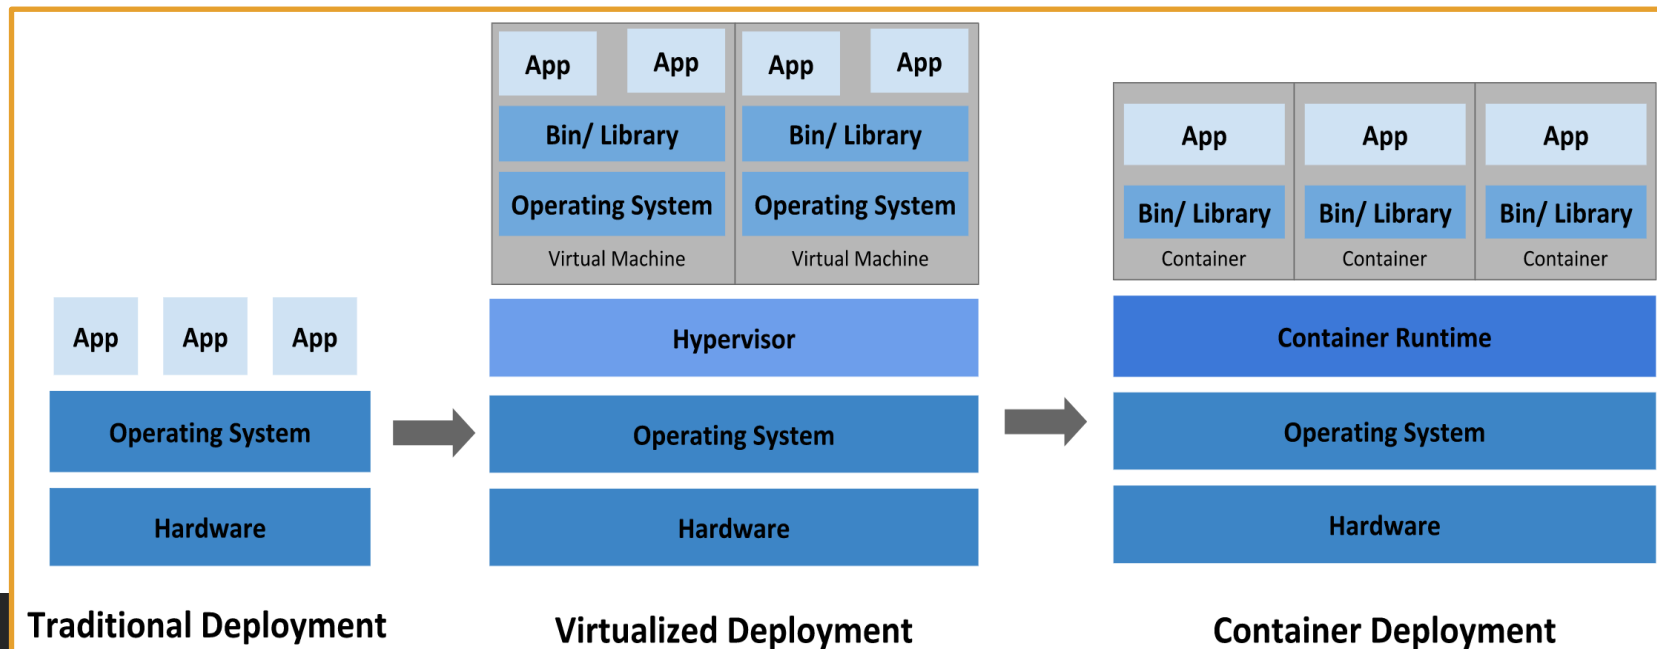 App App App
Operating System
Hardware
Traditional Deployment
App App App App
Bin/ Library Bin/ Library
Operating System Operating System
Virtual Machine Virtual Machine
Hypervisor
Operating System
Hardware
Virtualized Deployment
App App App
Bin/ Library Bin/ Library Bin/ Library
Container Container Container
Container Runtime
Operating System
Hardware
Container Deployment